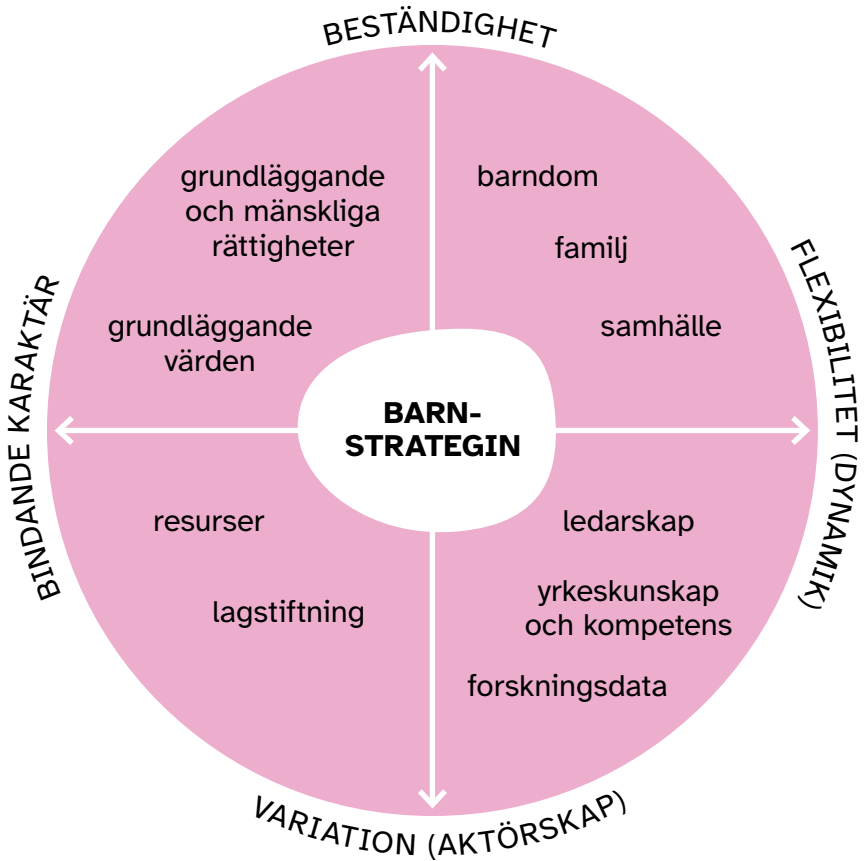 BESTÄNDIGHET
grundläggande
och mänskliga
rättigheter
barndom
familj
grundläggande
värden
samhälle
BINDANDE KARAKTÄR
FLEXIBILITET (DYNAMIK)
BARN-
STRATEGIN
resurser
ledarskap
lagstiftning
yrkeskunskap
och kompetens
forskningsdata
VARIATION (AKTÖRSKAP)